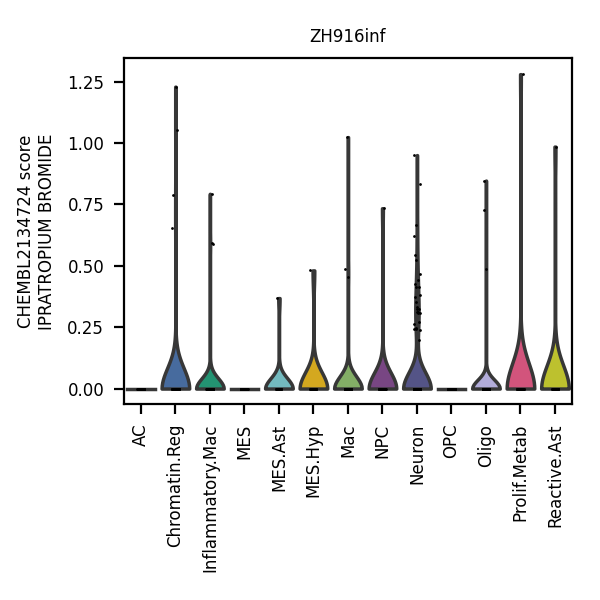 ZH916inf
CHEMBL2134724 score
IPRATROPIUM BROMIDE
1.25
1.00
0.75
0.50
0.25
0.00
AC
Chromatin.Reg
Inflammatory.Mac
MES
MES.Ast
MES.Hyp
Mac
NPC
Neuron
OPC
Oligo
Prolif.Metab
Reactive.Ast